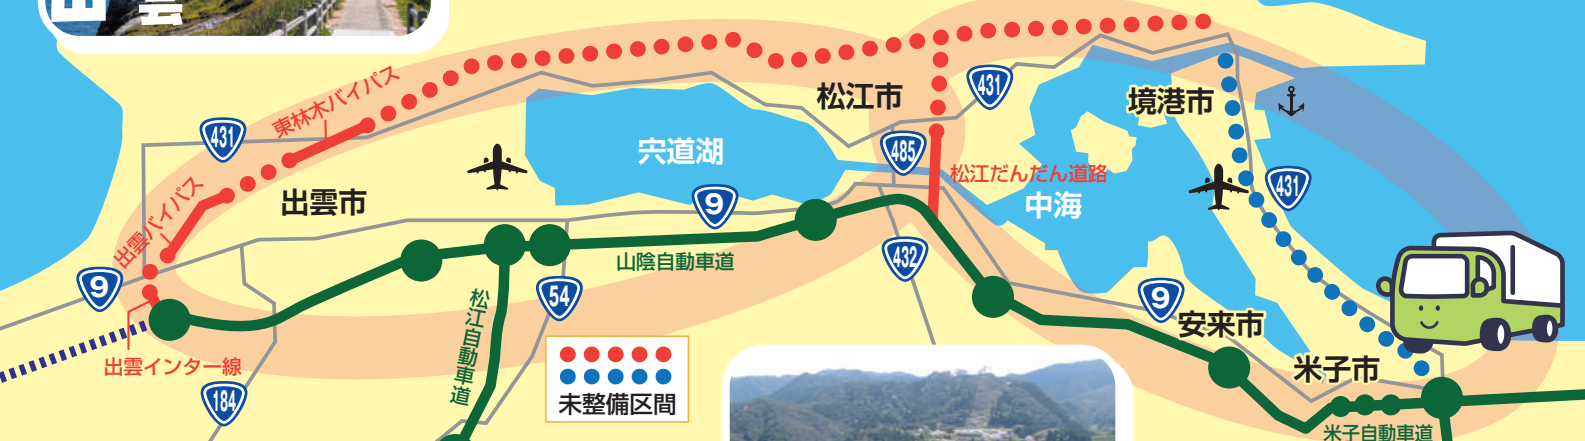 出雲
431
東林木バイパス
出雲バイパス
9
出雲インター線
184
出雲市
宍道湖
松江市
485
431
松江だんだん道路
中海
境港市
431
9
山陰自動車道
432
54
松江自動車道
未整備区間
9
安来市
米子市
米子自動車道